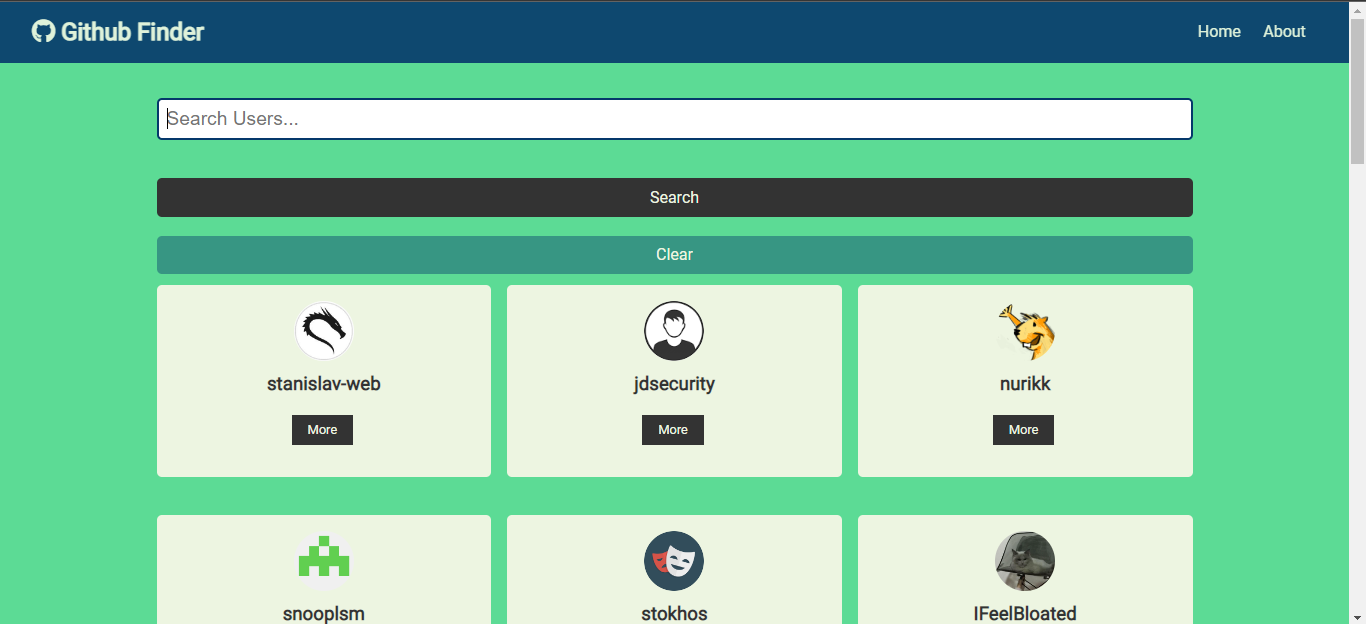 Github Finder
Home About
Search Users...
Search
Clear
stanislav-web jdsecurity nurikk
More More More
snooplsm stokhos IFeelBloated